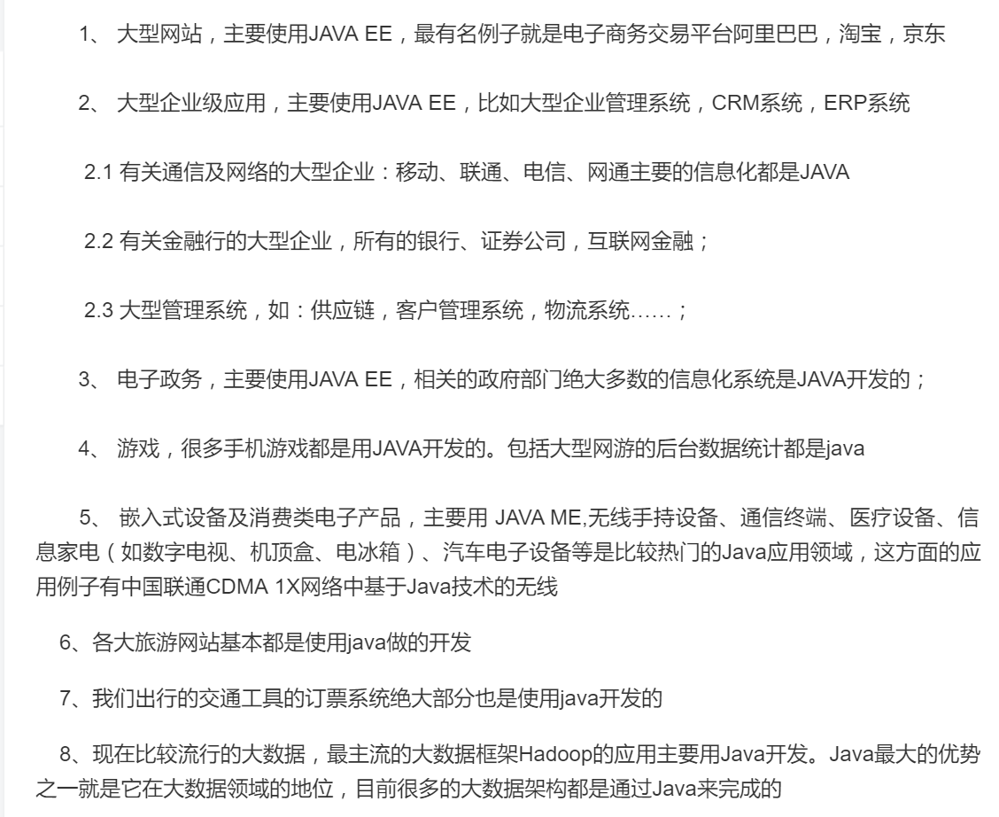 1、 大型网站，主要使用JAVA EE，最有名例子就是电子商务交易平台阿里巴巴，淘宝，京东
2、 大型企业级应用，主要使用JAVA EE，比如大型企业管理系统，CRM系统，ERP系统
2.1 有关通信及网络的大型企业：移动、联通、电信、网通主要的信息化都是JAVA
2.2 有关金融行的大型企业，所有的银行、证券公司，互联网金融；
2.3 大型管理系统，如：供应链，客户管理系统，物流系统……；
3、 电子政务，主要使用JAVA EE，相关的政府部门绝大多数的信息化系统是JAVA开发的；
4、 游戏，很多手机游戏都是用JAVA开发的。包括大型网游的后台数据统计都是java
5、 嵌入式设备及消费类电子产品，主要用 JAVA ME,无线手持设备、通信终端、医疗设备、信
息家电（如数字电视、机顶盒、电冰箱）、汽车电子设备等是比较热门的Java应用领域，这方面的应
用例子有中国联通CDMA 1X网络中基于Java技术的无线
6、各大旅游网站基本都是使用java做的开发
7、我们出行的交通工具的订票系统绝大部分也是使用java开发的
8、现在比较流行的大数据，最主流的大数据框架Hadoop的应用主要用Java开发。Java最大的优势
之一就是它在大数据领域的地位，目前很多的大数据架构都是通过Java来完成的